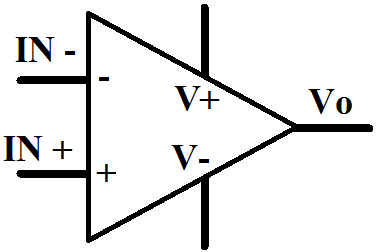 IN -
-
V+
Vo
IN +
+
V-